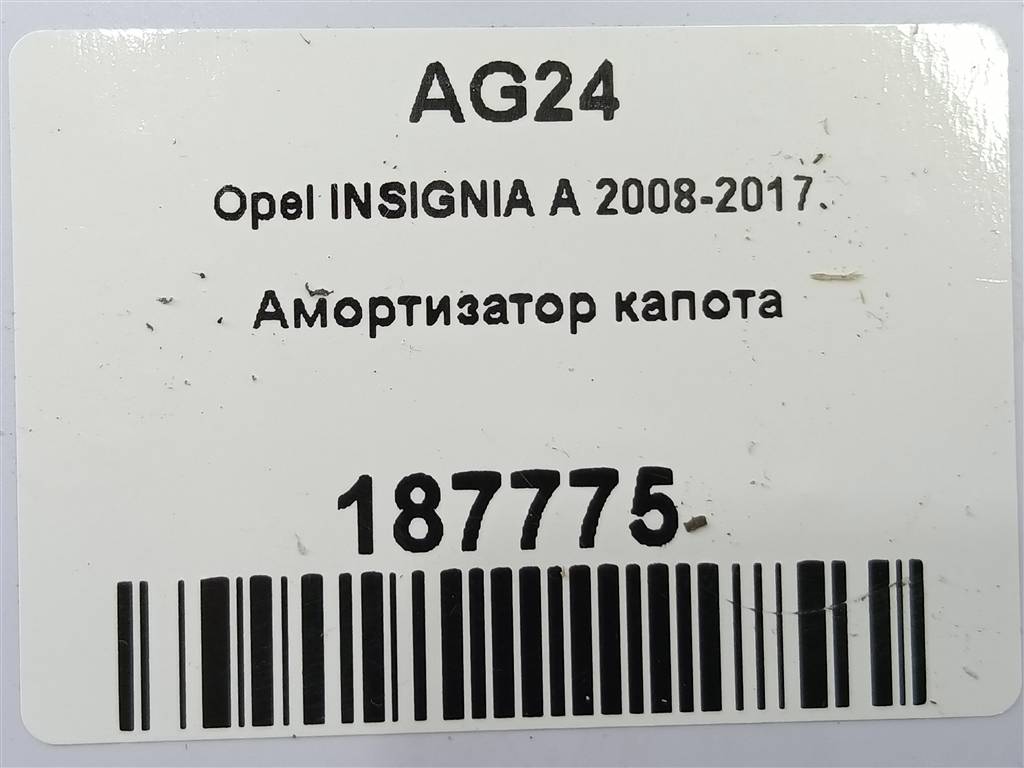 AG24
Opel INSIGNIA A 2008-2017.
Амортизатор капота
187775